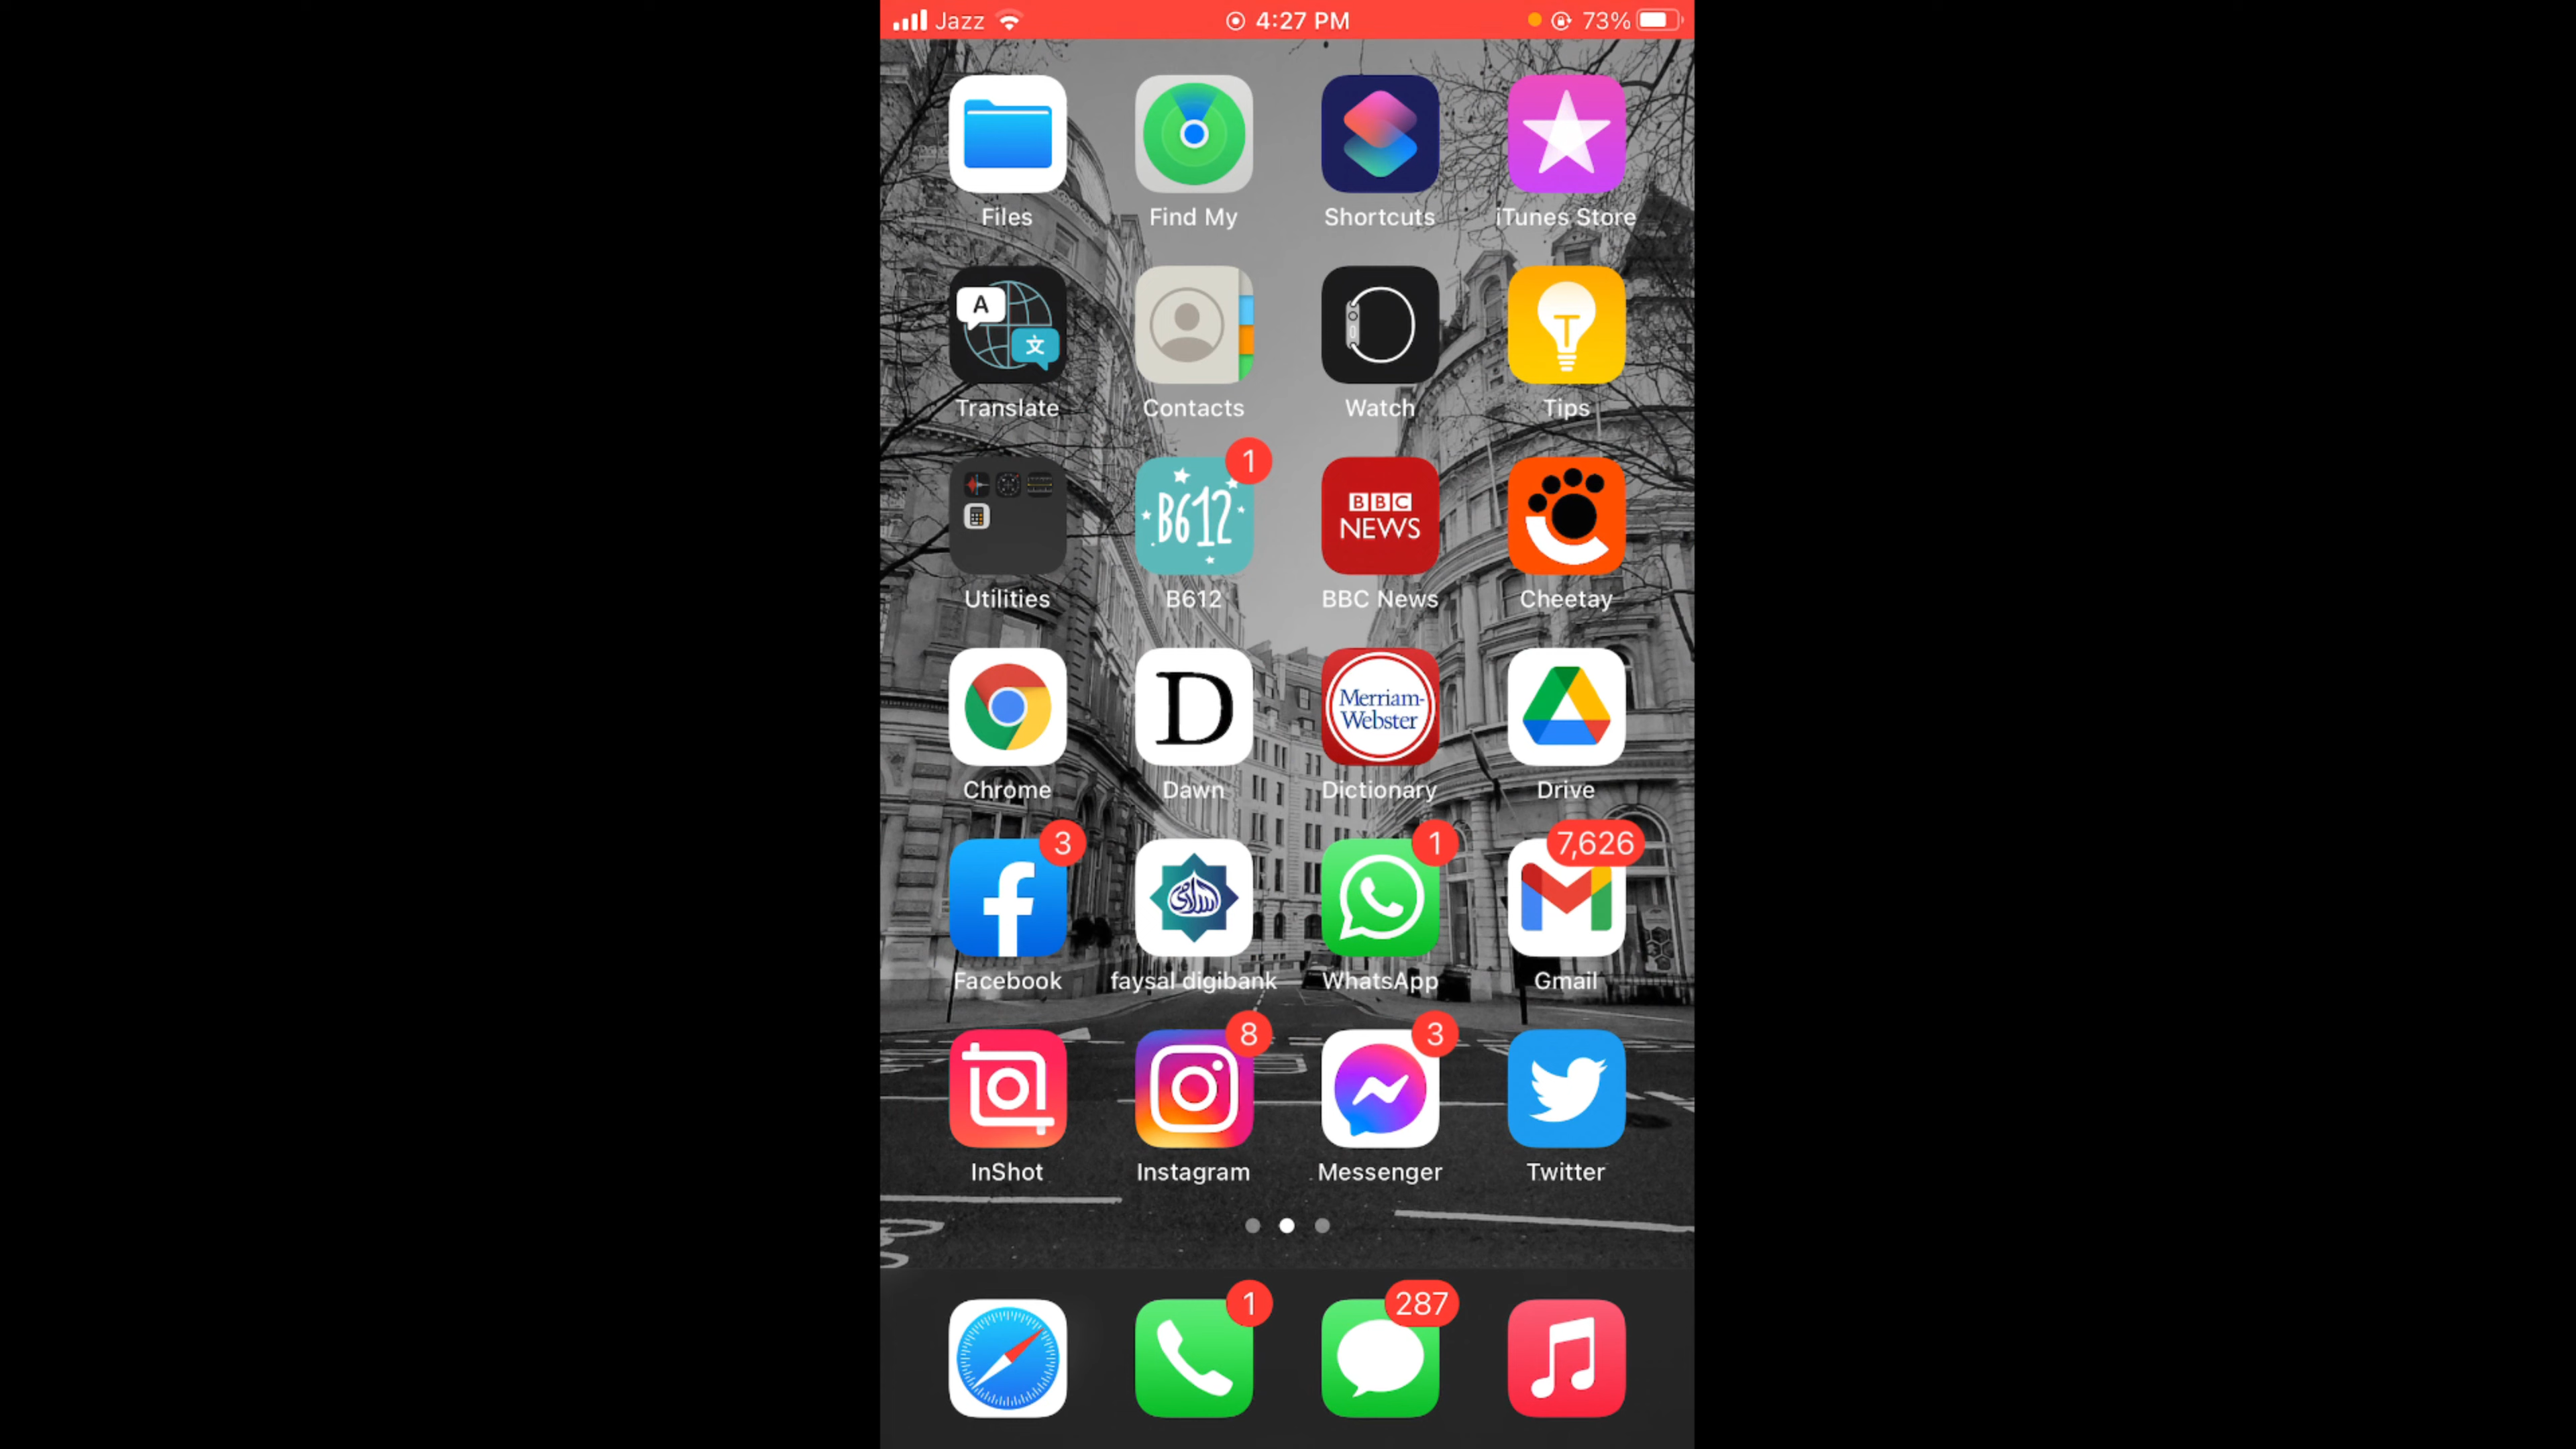 Jazz 4:27 PM 73%
Files Find My Shortcuts iTunes Store
A 文
Translate Contacts Watch Tips
1
B612 BBC NEWS
Utilities B612 BBC News Cheetay
D Merriam-
Webster
Chrome Dawn Dictionary Drive
3 1 7,626
Facebook faysal digibank WhatsApp Gmail
8 3
InShot Instagram Messenger Twitter
1 287